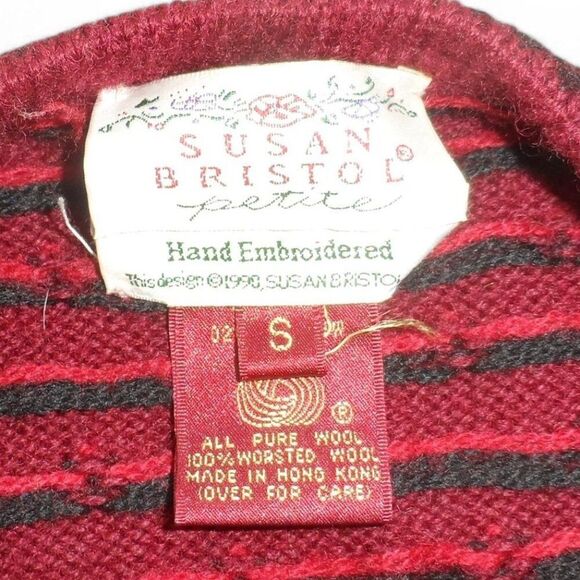 SUSAN
BRISTOL®
petite
Hand Embroidered
This design ©1990, SUSAN BRISTOL
S
®
ALL PURE WOOL
100% WORSTED WOOL
MADE IN HONG KONG
(OVER FOR CARE)